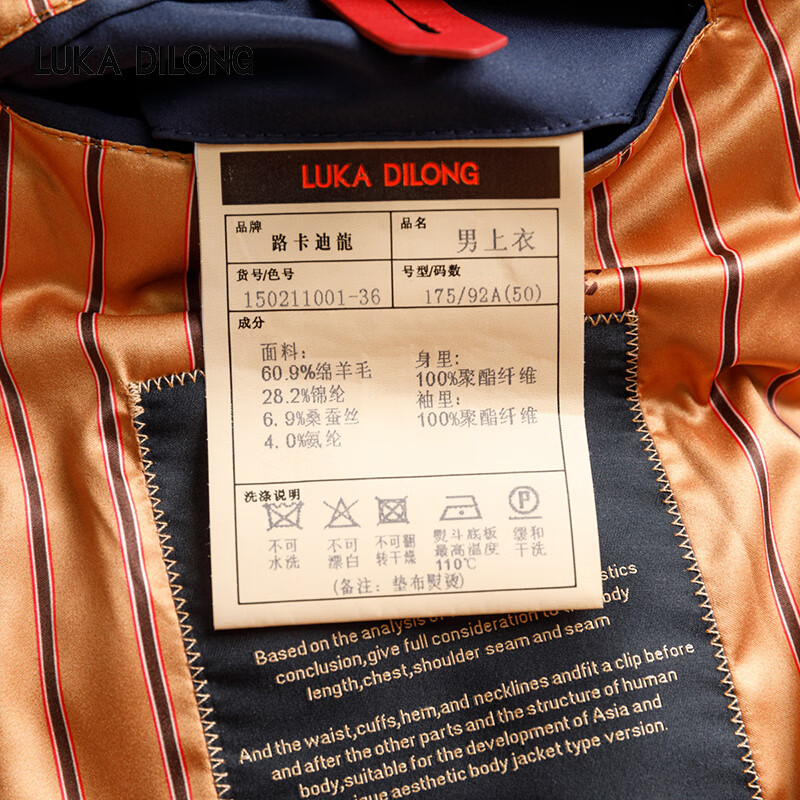 LUKA DILONG
LUKA DILONG
品牌
路卡迪龍
品名
男上衣
货号/色号
150211001-36
号型/码数
175/92A(50)
成分
面料:
60.9%绵羊毛
28.2%锦纶
6.9%桑蚕丝
4.0%氨纶
身里:
100%聚酯纤维
袖里:
100%聚酯纤维
洗涤说明
不可
水洗
不可
漂白
不可翻
转干燥
熨斗底板
最高温度
110℃
缓和
干洗
(备注: 垫布熨烫)
Based on the analysis
conclusion,give full consideration to body
length,chest,shoulder seam and seam
And the waist,cuffs,hem,and necklines andfit a clip before
and after the other parts and the structure of human
body,suitable for the development of Asia and
aesthetic body jacket type version.